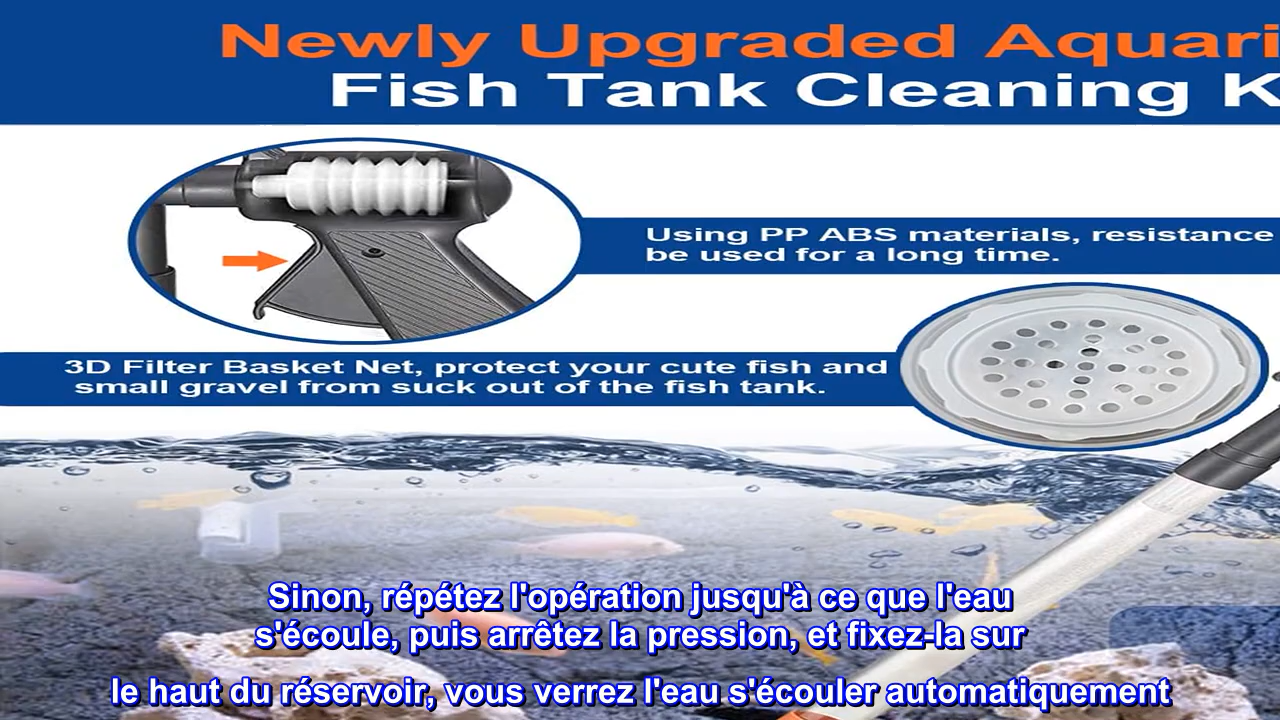 Newly Upgraded Aquari
Fish Tank Cleaning K
Using PP ABS materials, resistance
be used for a long time.
3D Filter Basket Net, protect your cute fish and
small gravel from suck out of the fish tank.
Sinon, répétez l'opération jusqu'à ce que l'eau
s'écoule, puis arrêtez la pression, et fixez-la sur
le haut du réservoir, vous verrez l'eau s'écouler automatiquement